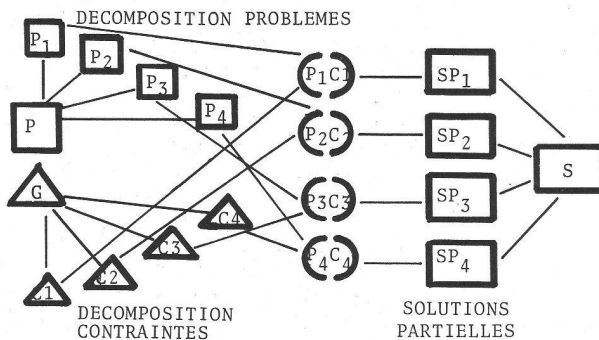 DECOMPOSITION PROBLEMES
P1
P2
P3
P4
P
P1C1
P2C2
P3C3
P4C4
SP1
SP2
SP3
SP4
S
G
C4
C3
C2
C1
DECOMPOSITION
CONTRAINTES
SOLUTIONS
PARTIELLES